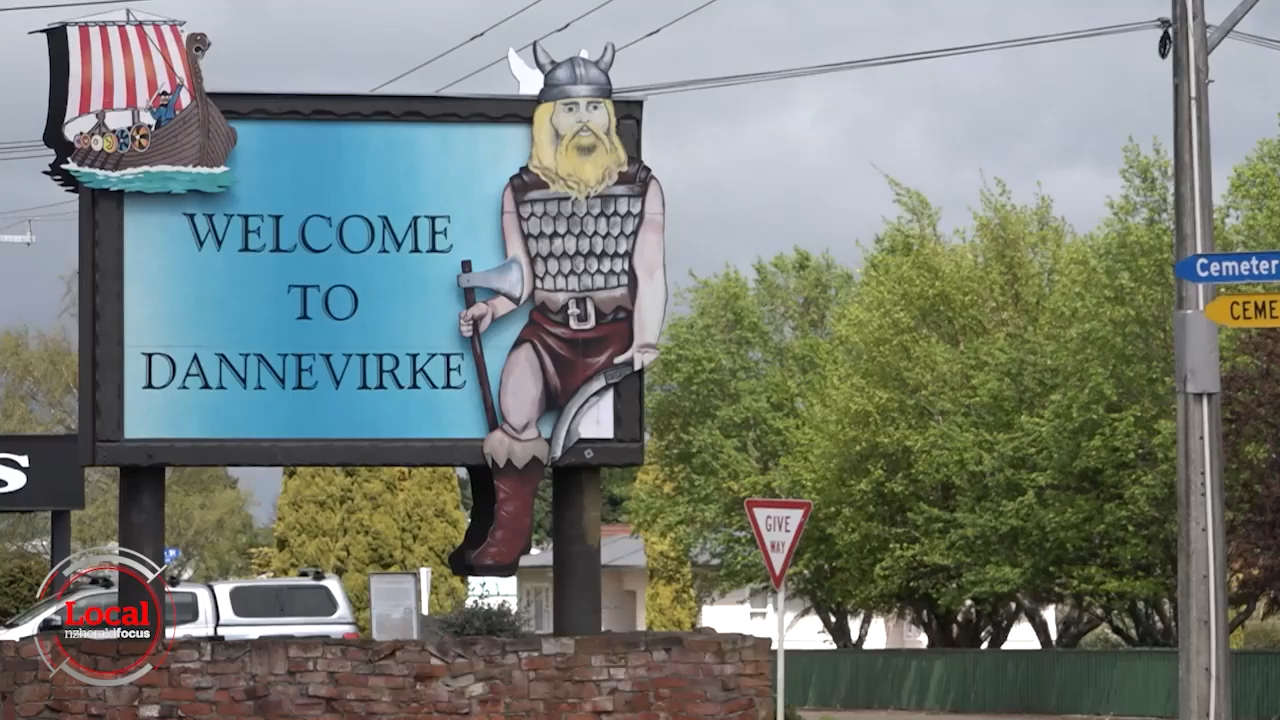 WELCOME
TO
DANNEVIRKE
Cemeter
CEME
S
GIVE
WAY
Local
nzheraldfocus